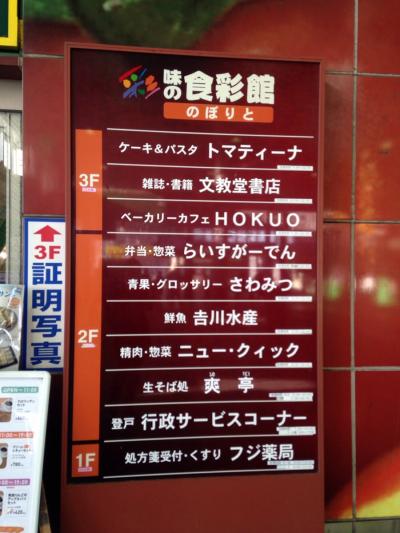 彩 味の食彩館
のぼりと
3F
ケーキ&パスタ トマティーナ
雑誌・書籍 文教堂書店
ベーカリーカフェ HOKUO
2F
弁当・惣菜 らいすがーでん
青果・グロッサリー さわみつ
鮮魚 𠮷川水産
精肉・惣菜 ニュー・クイック
生そば処 爽亭
登戸 行政サービスコーナー
1F
処方箋受付・くすり フジ薬局
3F
証明写真